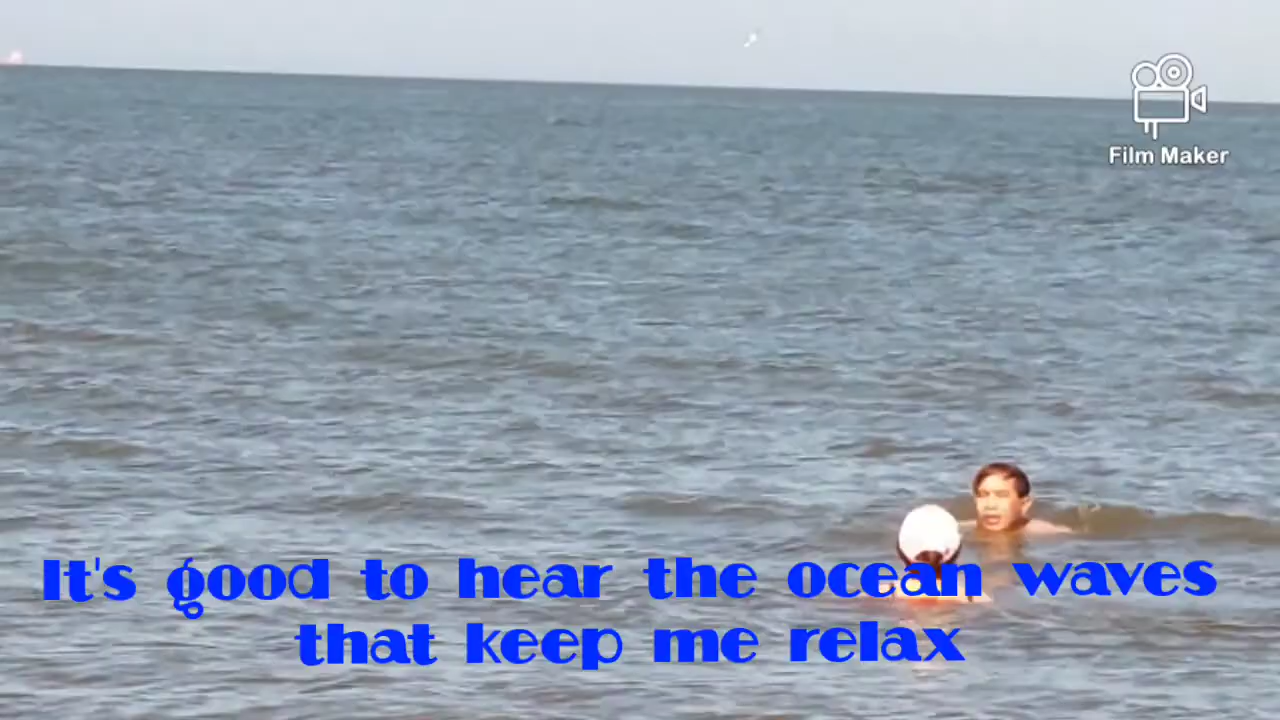 Film Maker
It's good to hear the ocean waves
that keep me relax